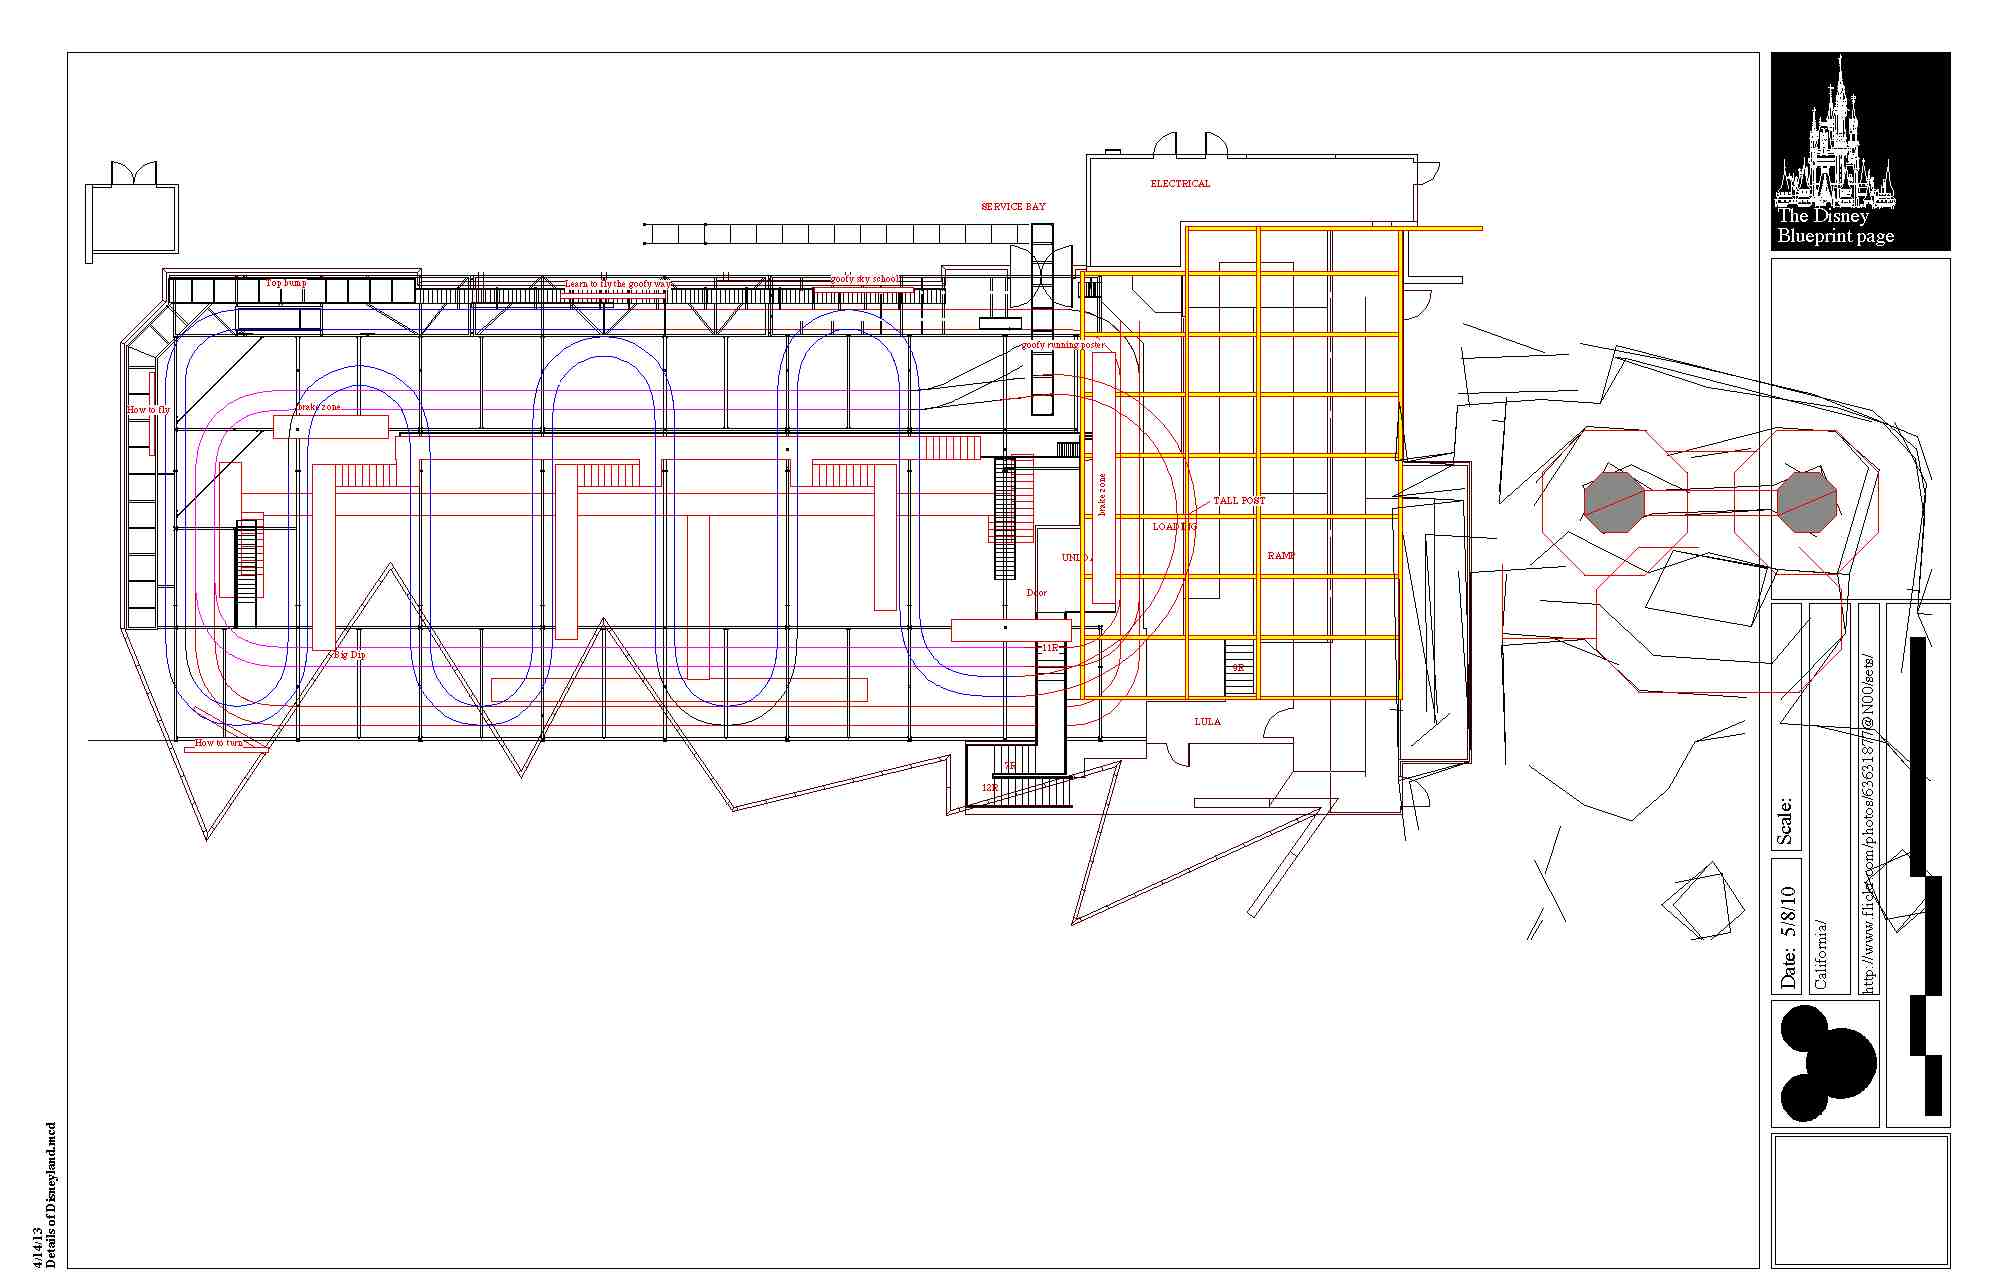 The Disney
Blueprint page
ELECTRICAL
SERVICE BAY
Top bump
Learn to fly the goofy way
goofy sky school
goofy running poster
How to fly
brake zone
brake zone
TALL POST
LOADING
RAMP
Door
11R
Big Dip
9R
LULA
How to turn
7R
12R
Scale:
Date: 5/8/10
California/
http://www.flickr.com/photos/63631877@N00/sets/
4/14/13
Details of Disneyland.mcd